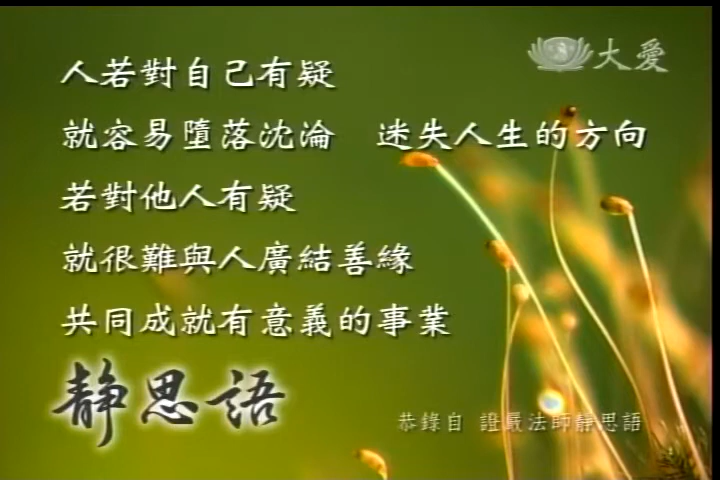 大愛
人若對自己有疑
就容易墮落沈淪　迷失人生的方向
若對他人有疑
就很難與人廣結善緣
共同成就有意義的事業
靜思語
恭錄自 證嚴法師靜思語